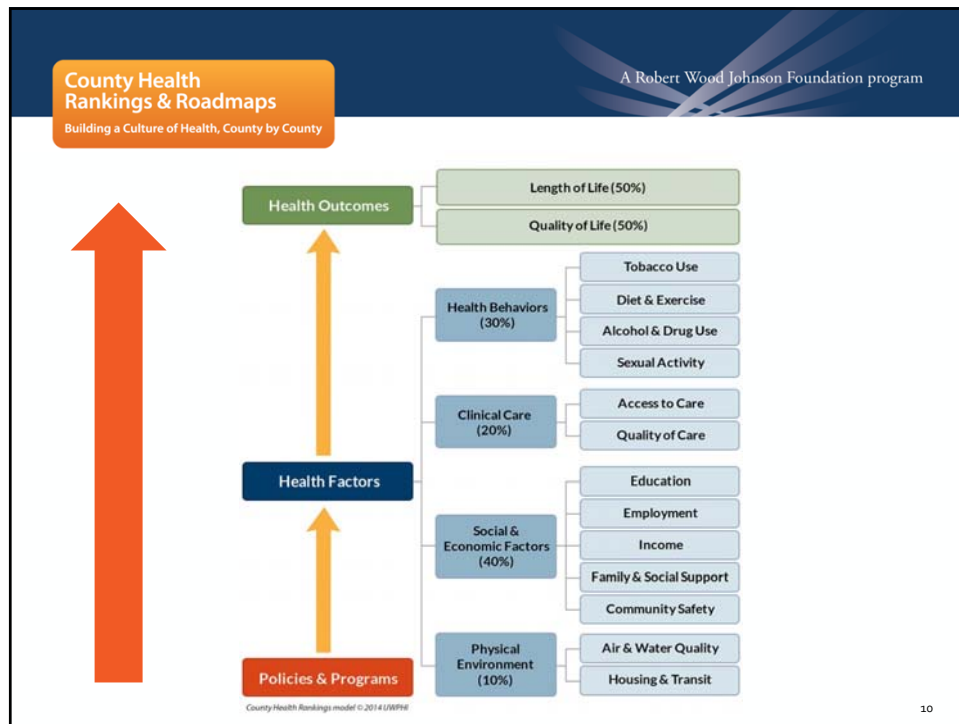 County Health
Rankings & Roadmaps
Building a Culture of Health, County by County
A Robert Wood Johnson Foundation program
Health Outcomes
Length of Life (50%)
Quality of Life (50%)
Health Factors
Health Behaviors
(30%)
Tobacco Use
Diet & Exercise
Alcohol & Drug Use
Sexual Activity
Clinical Care
(20%)
Access to Care
Quality of Care
Social &
Economic Factors
(40%)
Education
Employment
Income
Family & Social Support
Community Safety
Physical
Environment
(10%)
Air & Water Quality
Housing & Transit
Policies & Programs
County Health Rankings model © 2014 UWPHI
10